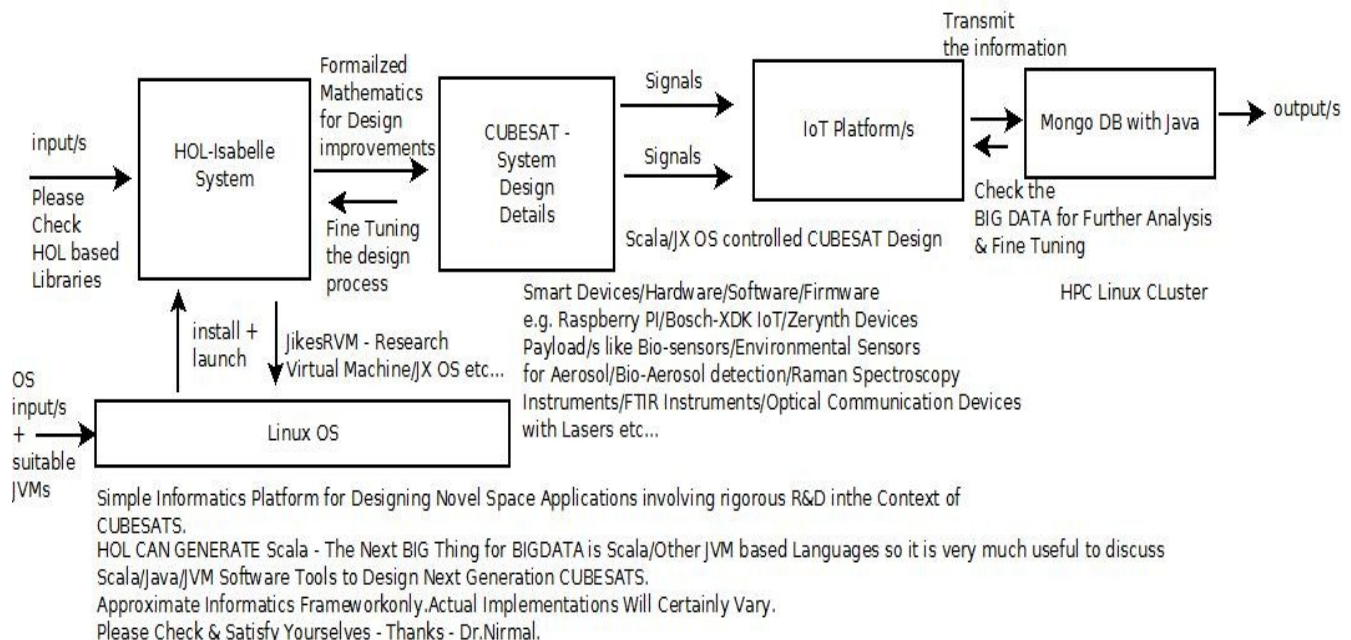 Transmit
the information
Formailzed
Mathematics
for Design
improvements
Signals
input/s
HOL-Isabelle
System
CUBESAT -
System
Design
Details
IoT Platform/s
Mongo DB with Java
output/s
Signals
Please
Check
HOL based
Libraries
Fine Tuning
the design
process
Check the
BIG DATA for Further Analysis
& Fine Tuning
Scala/JX OS controlled CUBESAT Design
HPC Linux CLuster
Smart Devices/Hardware/Software/Firmware
e.g. Raspberry PI/Bosch-XDK IoT/Zerynth Devices
Payload/s like Bio-sensors/Environmental Sensors
for Aerosol/Bio-Aerosol detection/Raman Spectroscopy
Instruments/FTIR Instruments/Optical Communication Devices
with Lasers etc...
install +
launch
JikesRVM - Research
Virtual Machine/JX OS etc...
OS
input/s
+
suitable
JVMs
Linux OS
Simple Informatics Platform for Designing Novel Space Applications involving rigorous R&D inthe Context of
CUBESATS.
HOL CAN GENERATE Scala - The Next BIG Thing for BIGDATA is Scala/Other JVM based Languages so it is very much useful to discuss
Scala/Java/JVM Software Tools to Design Next Generation CUBESATS.
Approximate Informatics Frameworkonly.Actual Implementations Will Certainly Vary.
Please Check & Satisfy Yourselves - Thanks - Dr.Nirmal.